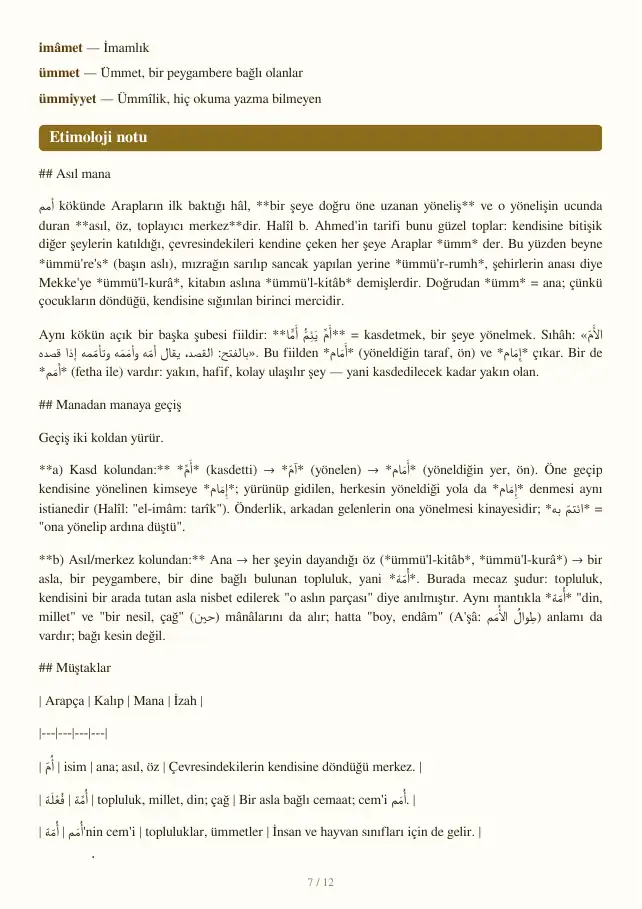 imâmet — İmamlık
ümmet — Ümmet, bir peygambere bağlı olanlar
ümmiyyet — Ümmîlik, hiç okuma yazma bilmeyen
Etimoloji notu
## Asıl mana
أمم kökünde Arapların ilk baktığı hâl, **bir şeye doğru öne uzanan yöneliş** ve o yönelişin ucunda
duran **asıl, öz, toplayıcı merkez**dir. Halîl b. Ahmed'in tarifi bunu güzel toplar: kendisine bitişik
diğer şeylerin katıldığı, çevresindekileri kendine çeken her şeye Araplar *ümm* der. Bu yüzden beyne
*ümmü're's* (başın aslı), mızrağın sarılıp sancak yapılan yerine *ümmü'r-rumh*, şehirlerin anası diye
Mekke'ye *ümmü'l-kurâ*, kitabın aslına *ümmü'l-kitâb* demişlerdir. Doğrudan *ümm* = ana; çünkü
çocukların döndüğü, kendisine sığınılan birinci mercidir.
Aynı kökün açık bir başka şubesi fiildir: **أَمَّ يَئِمُّ أَمًّا** = kasdetmek, bir şeye yönelmek. Sıhâh: «الأَمّ
بالفتح: القصد، يقال أمّه وأمّمه وتأمّمه إذا قصده». Bu fiilden *أَمَام* (yöneldiğin taraf, ön) ve *إِمَام* çıkar. Bir de
*أَمَم* (fetha ile) vardır: yakın, hafif, kolay ulaşılır şey — yani kasdedilecek kadar yakın olan.
## Manadan manaya geçiş
Geçiş iki koldan yürür.
**a) Kasd kolundan:** *أَمَّ* (kasdetti) → *آمّ* (yönelen) → *أَمَام* (yöneldiğin yer, ön). Öne geçip
kendisine yönelinen kimseye *إِمَام*; yürünüp gidilen, herkesin yöneldiği yola da *إِمَام* denmesi aynı
istianedir (Halîl: "el-imâm: tarîk"). Önderlik, arkadan gelenlerin ona yönelmesi kinayesidir; *ائتمّ به* =
"ona yönelip ardına düştü".
**b) Asıl/merkez kolundan:** Ana → her şeyin dayandığı öz (*ümmü'l-kitâb*, *ümmü'l-kurâ*) → bir
asla, bir peygambere, bir dine bağlı bulunan topluluk, yani *أُمَّة*. Burada mecaz şudur: topluluk,
kendisini bir arada tutan asla nisbet edilerek "o aslın parçası" diye anılmıştır. Aynı mantıkla *أُمَّة* "din,
millet" ve "bir nesil, çağ" (حين) mânâlarını da alır; hatta "boy, endâm" (A'şâ: طِوالُ الأُمَم) anlamı da
vardır; bağı kesin değil.
## Müştaklar
| Arapça | Kalıp | Mana | İzah |
|---|---|---|---|
| أُمّ | isim | ana; asıl, öz | Çevresindekilerin kendisine döndüğü merkez. |
| أُمَّة | فُعْلَة | topluluk, millet, din; çağ | Bir asla bağlı cemaat; cem'i أُمَم. |
| أُمَم | أُمَّة'nin cem'i | topluluklar, ümmetler | İnsan ve hayvan sınıfları için de gelir. |
7 / 12